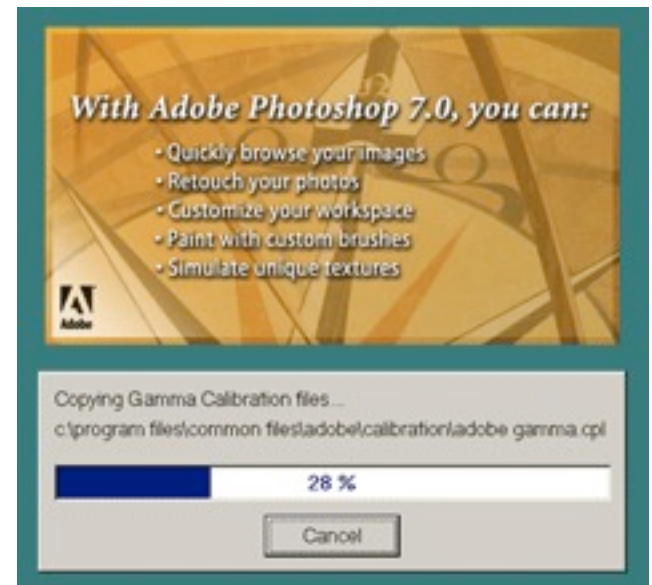 With Adobe Photoshop 7.0, you can:
• Quickly browse your images
• Retouch your photos
• Customize your workspace
• Paint with custom brushes
• Simulate unique textures
Adobe
Copying Gamma Calibration files...
c:\program files\common files\adobe\calibration\adobe gamma.cpl
28 %
Cancel